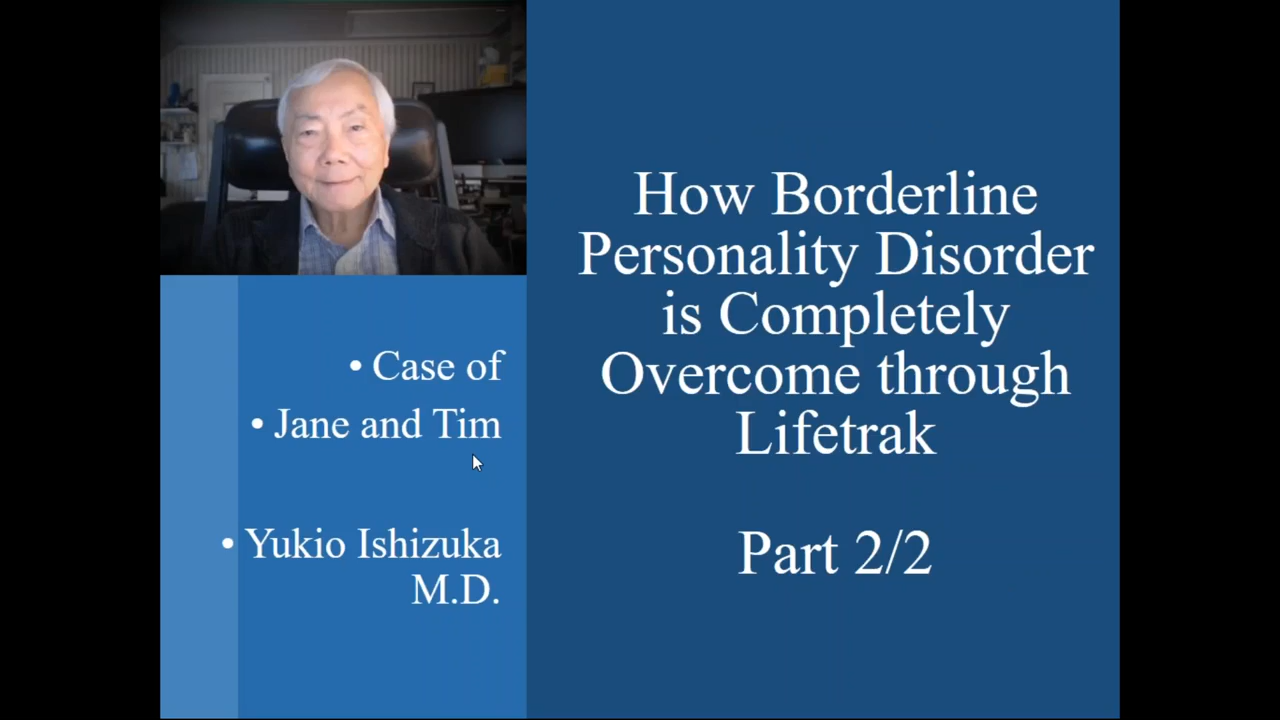 • Case of
• Jane and Tim
• Yukio Ishizuka
M.D.
How Borderline
Personality Disorder
is Completely
Overcome through
Lifetrak
Part 2/2